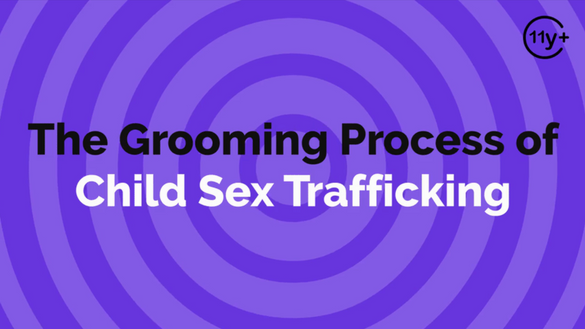 11y+
The Grooming Process of
Child Sex Trafficking